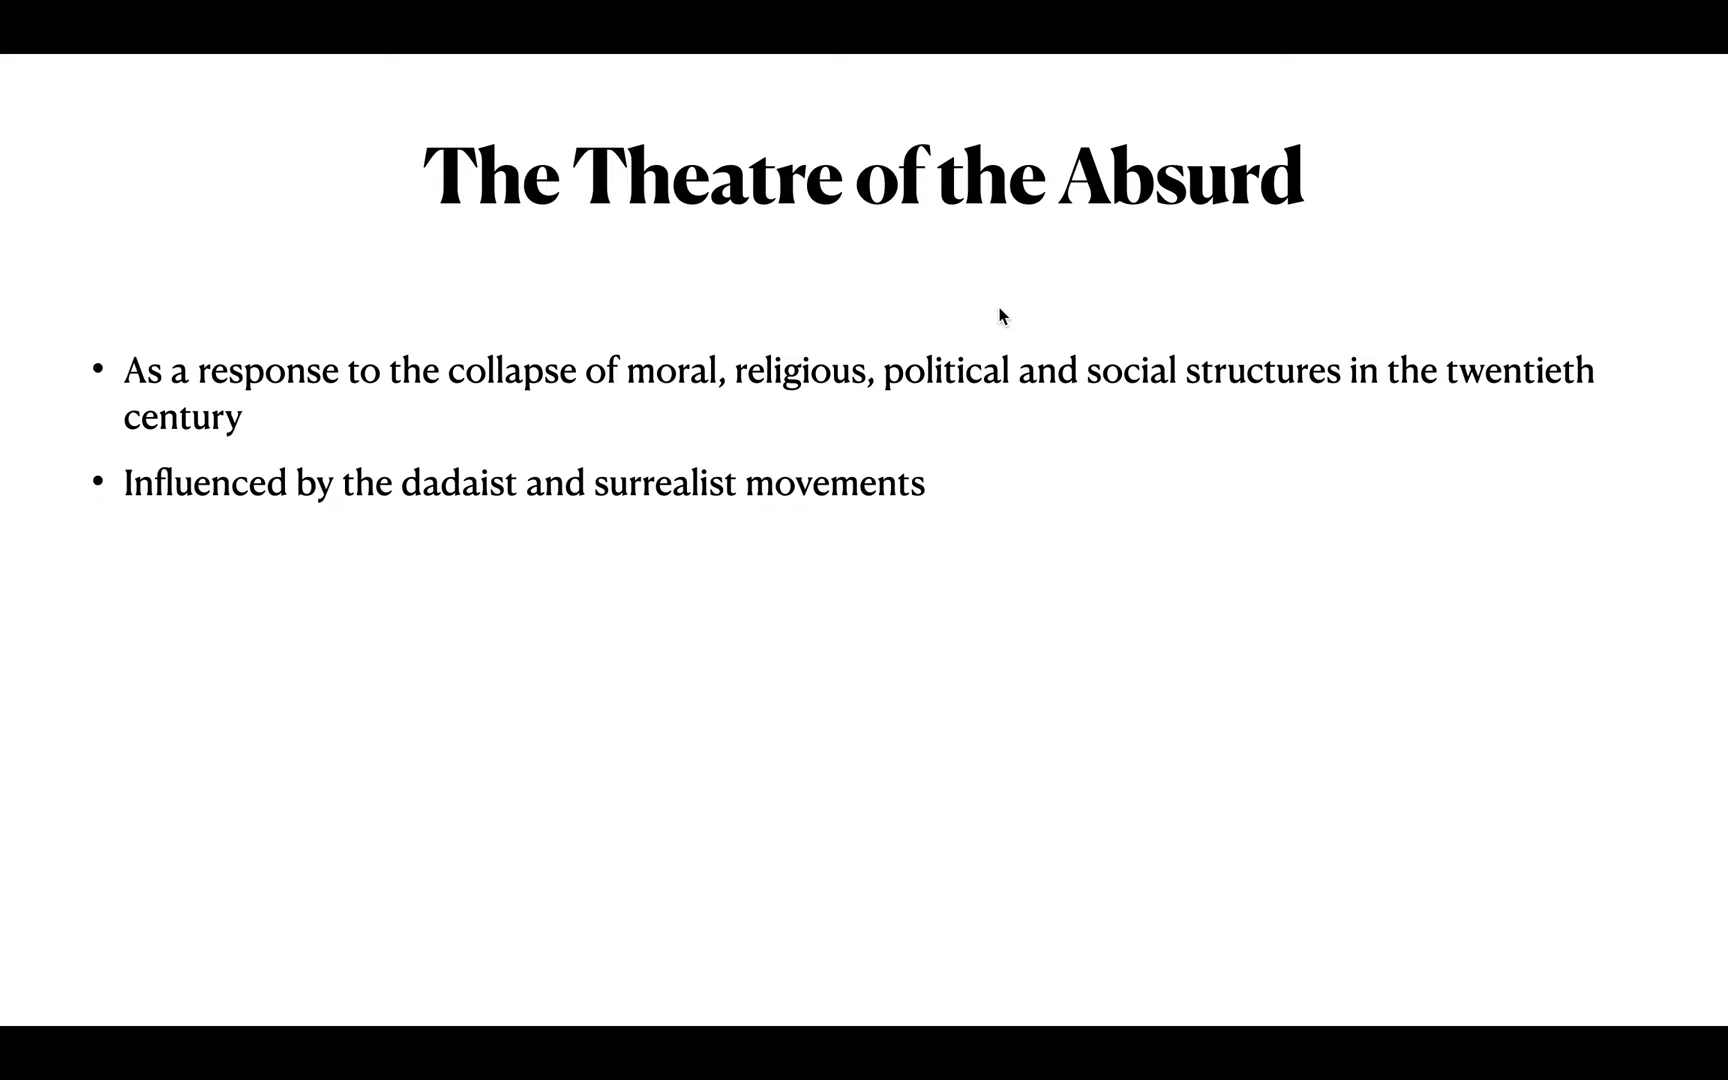 The Theatre of the Absurd
• As a response to the collapse of moral, religious, political and social structures in the twentieth
century
• Influenced by the dadaist and surrealist movements